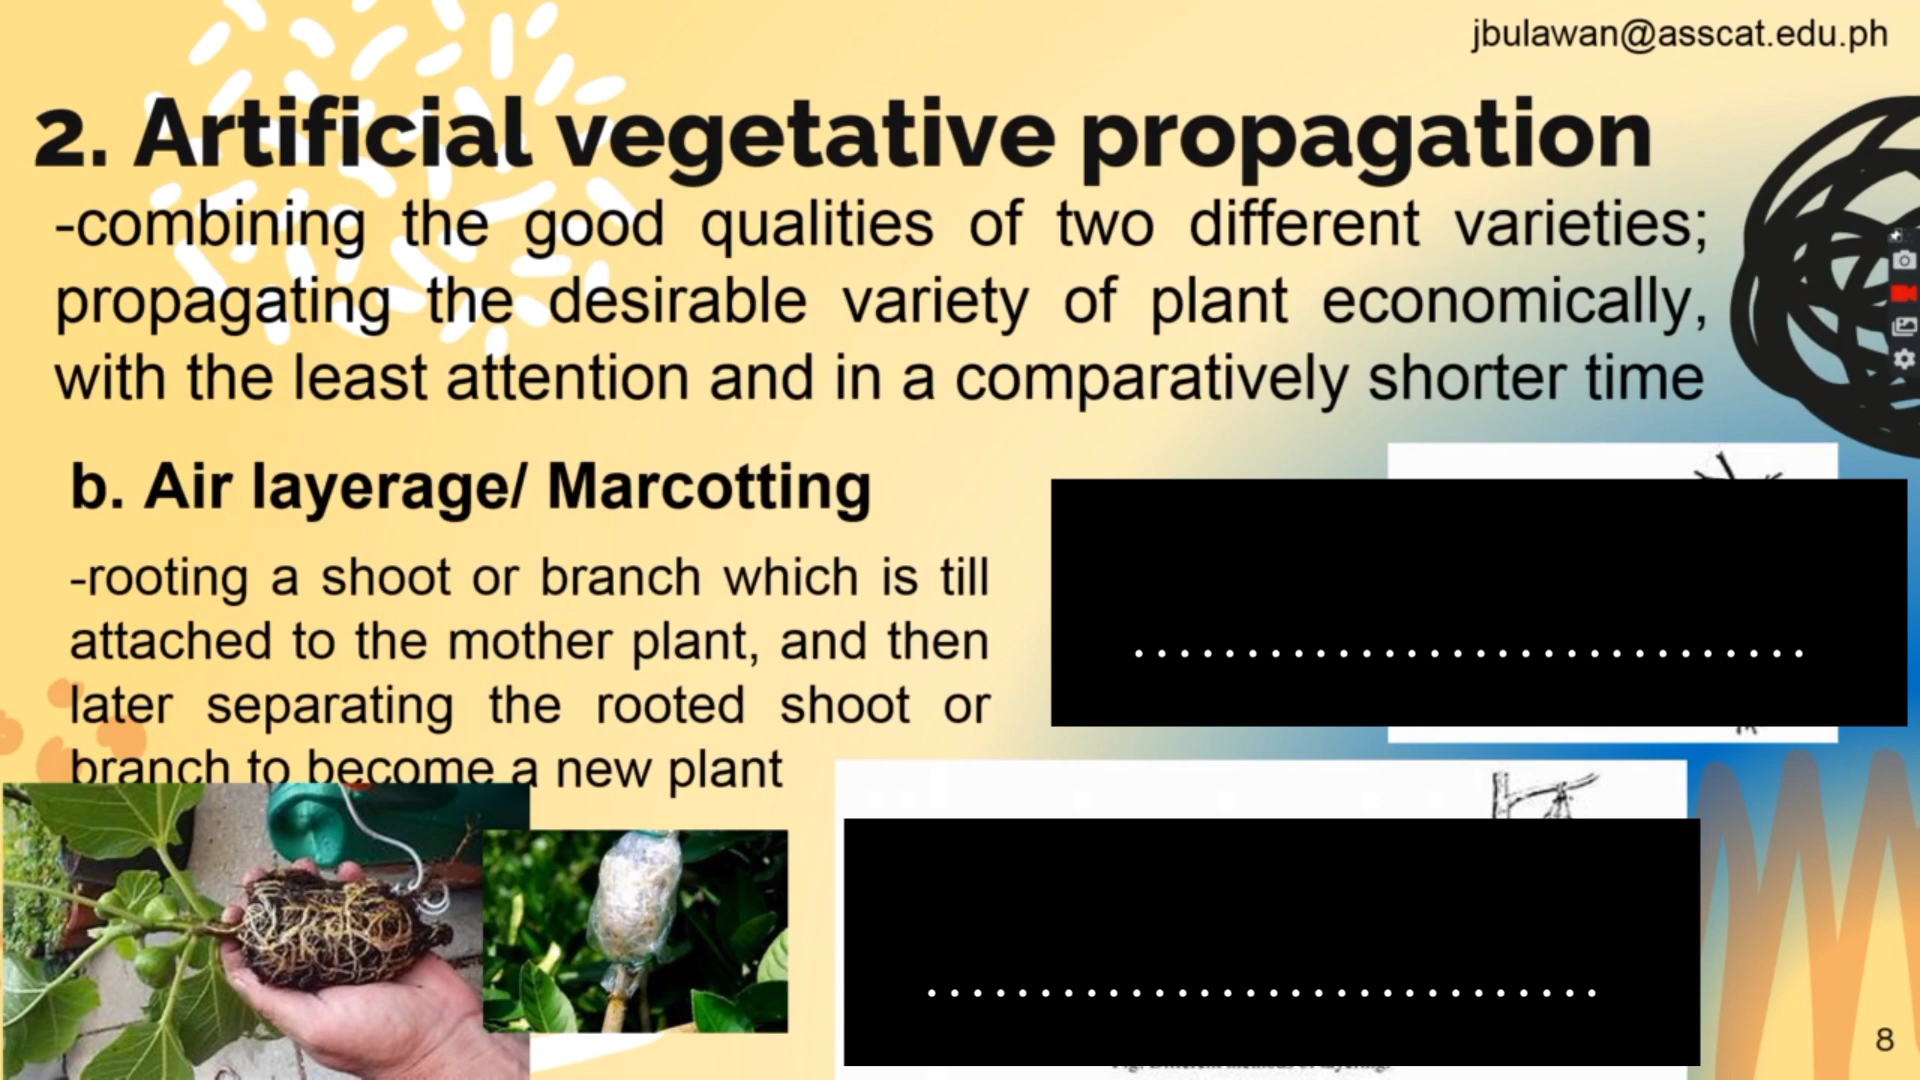 jbulawan@asscat.edu.ph
2. Artificial vegetative propagation
-combining the good qualities of two different varieties;
propagating the desirable variety of plant economically,
with the least attention and in a comparatively shorter time
b. Air layerage/ Marcotting
-rooting a shoot or branch which is till
attached to the mother plant, and then
later separating the rooted shoot or
branch to become a new plant
8